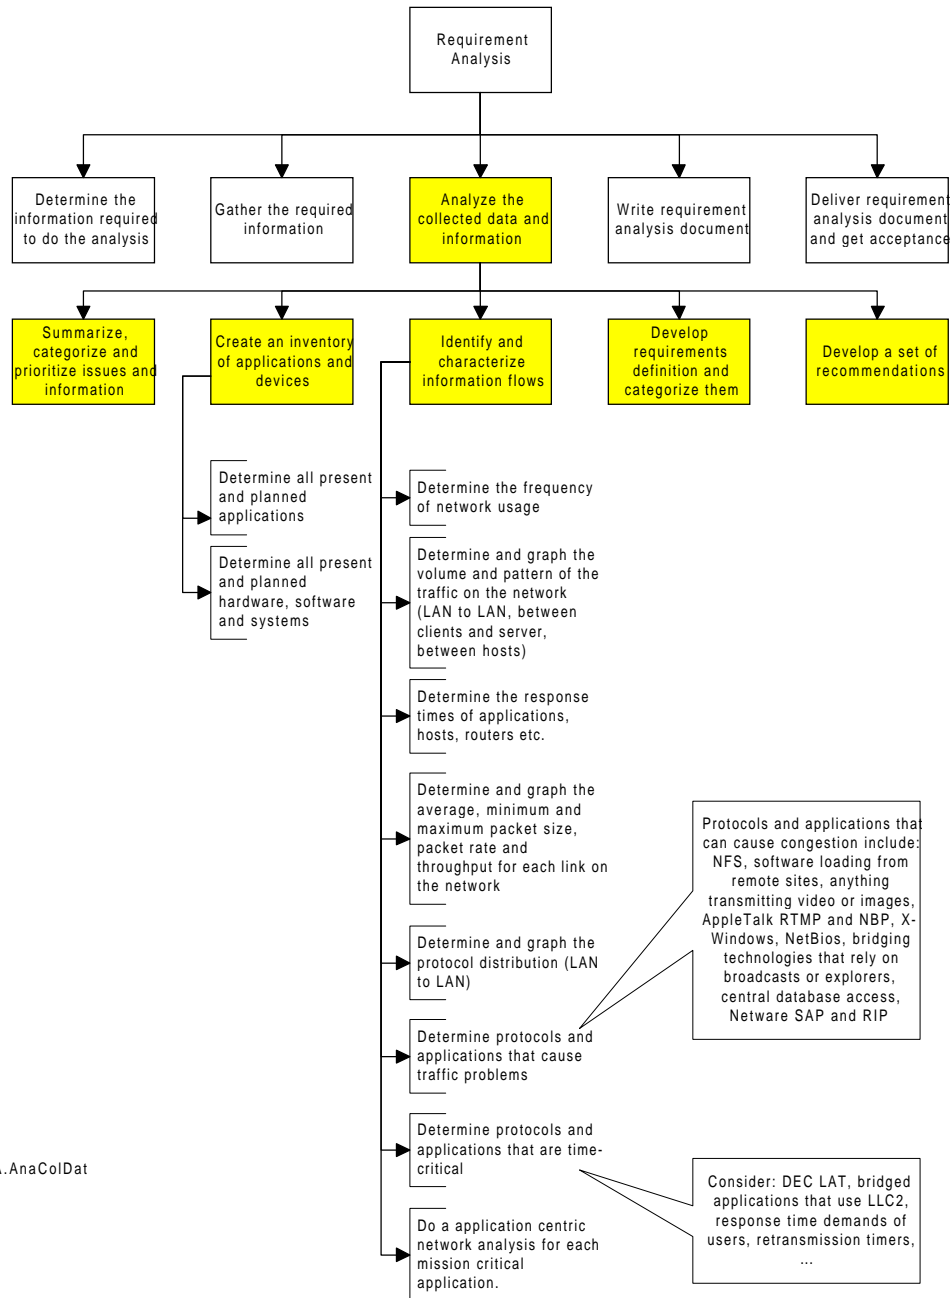 Requirement
Analysis
Determine the
information required
to do the analysis
Gather the required
information
Analyze the
collected data and
information
Write requirement
analysis document
Deliver requirement
analysis document
and get acceptance
Summarize,
categorize and
prioritize issues and
information
Create an inventory
of applications and
devices
Identify and
characterize
information flows
Develop
requirements
definition and
categorize them
Develop a set of
recommendations
Determine all present
and planned
applications
Determine all present
and planned
hardware, software
and systems
Determine the frequency
of network usage
Determine and graph the
volume and pattern of the
traffic on the network
(LAN to LAN, between
clients and server,
between hosts)
Determine the response
times of applications,
hosts, routers etc.
Determine and graph the
average, minimum and
maximum packet size,
packet rate and
throughput for each link on
the network
Determine and graph the
protocol distribution (LAN
to LAN)
Determine protocols and
applications that cause
traffic problems
Protocols and applications that
can cause congestion include:
NFS, software loading from
remote sites, anything
transmitting video or images,
AppleTalk RTMP and NBP, X-
Windows, NetBios, bridging
technologies that rely on
broadcasts or explorers,
central database access,
Netware SAP and RIP
Determine protocols and
applications that are time-
critical
Consider: DEC LAT, bridged
applications that use LLC2,
response time demands of
users, retransmission timers,
...
Do a application centric
network analysis for each
mission critical
application.
.AnaColDat